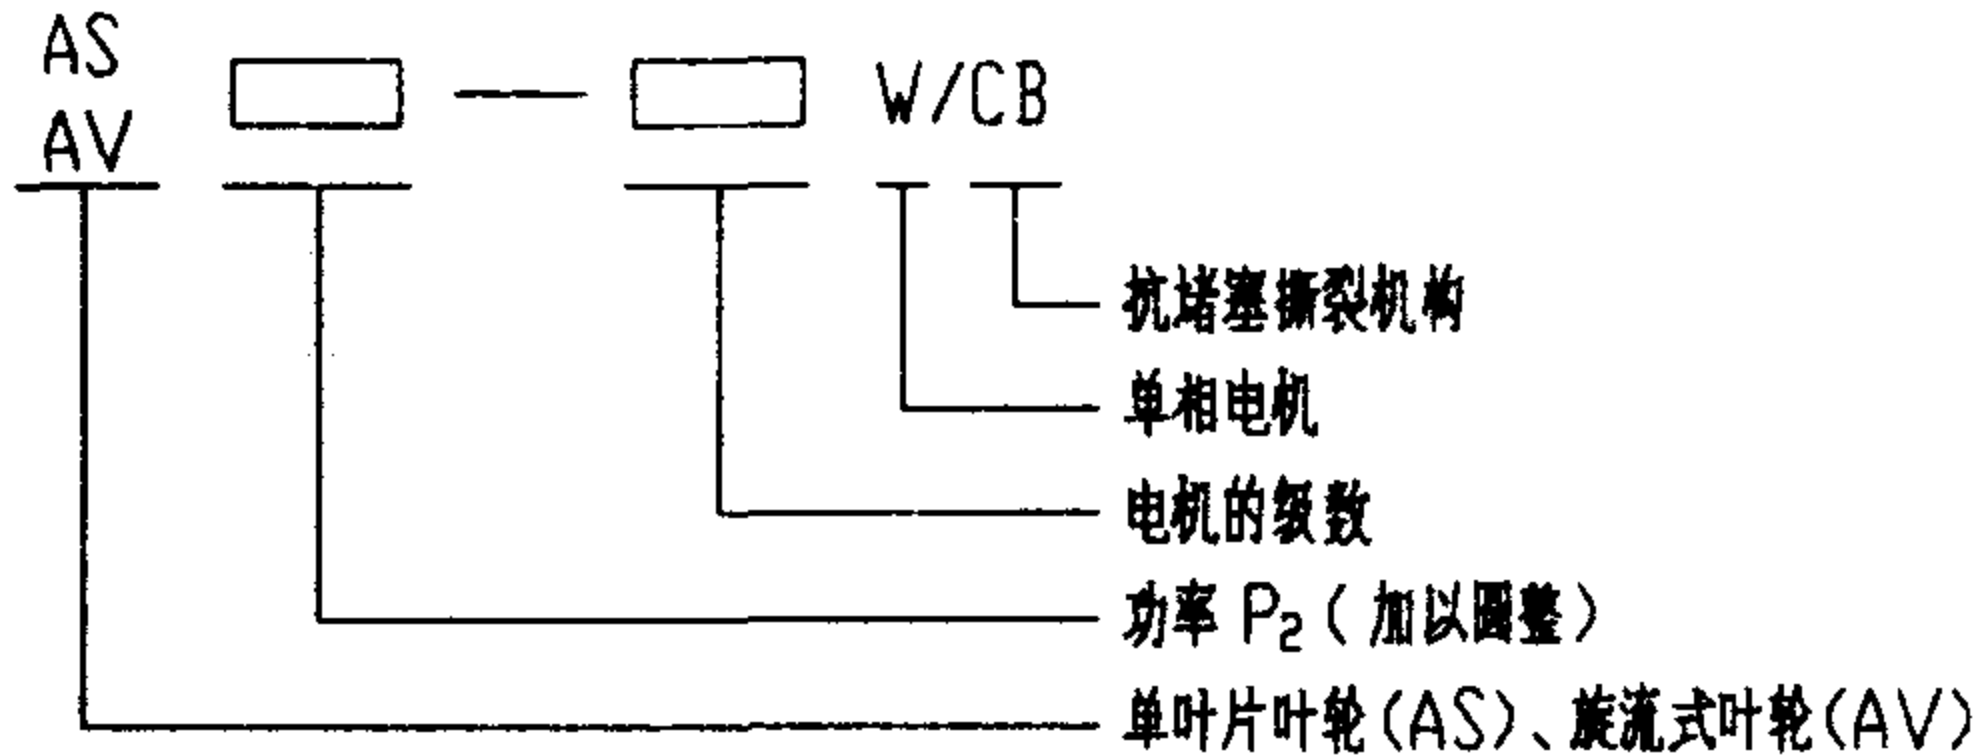 AS
AV
— W/CB
抗堵塞撕裂机构
单相电机
电机的级数
功率 P₂（加以圆整）
单叶片叶轮(AS)、旋流式叶轮(AV)